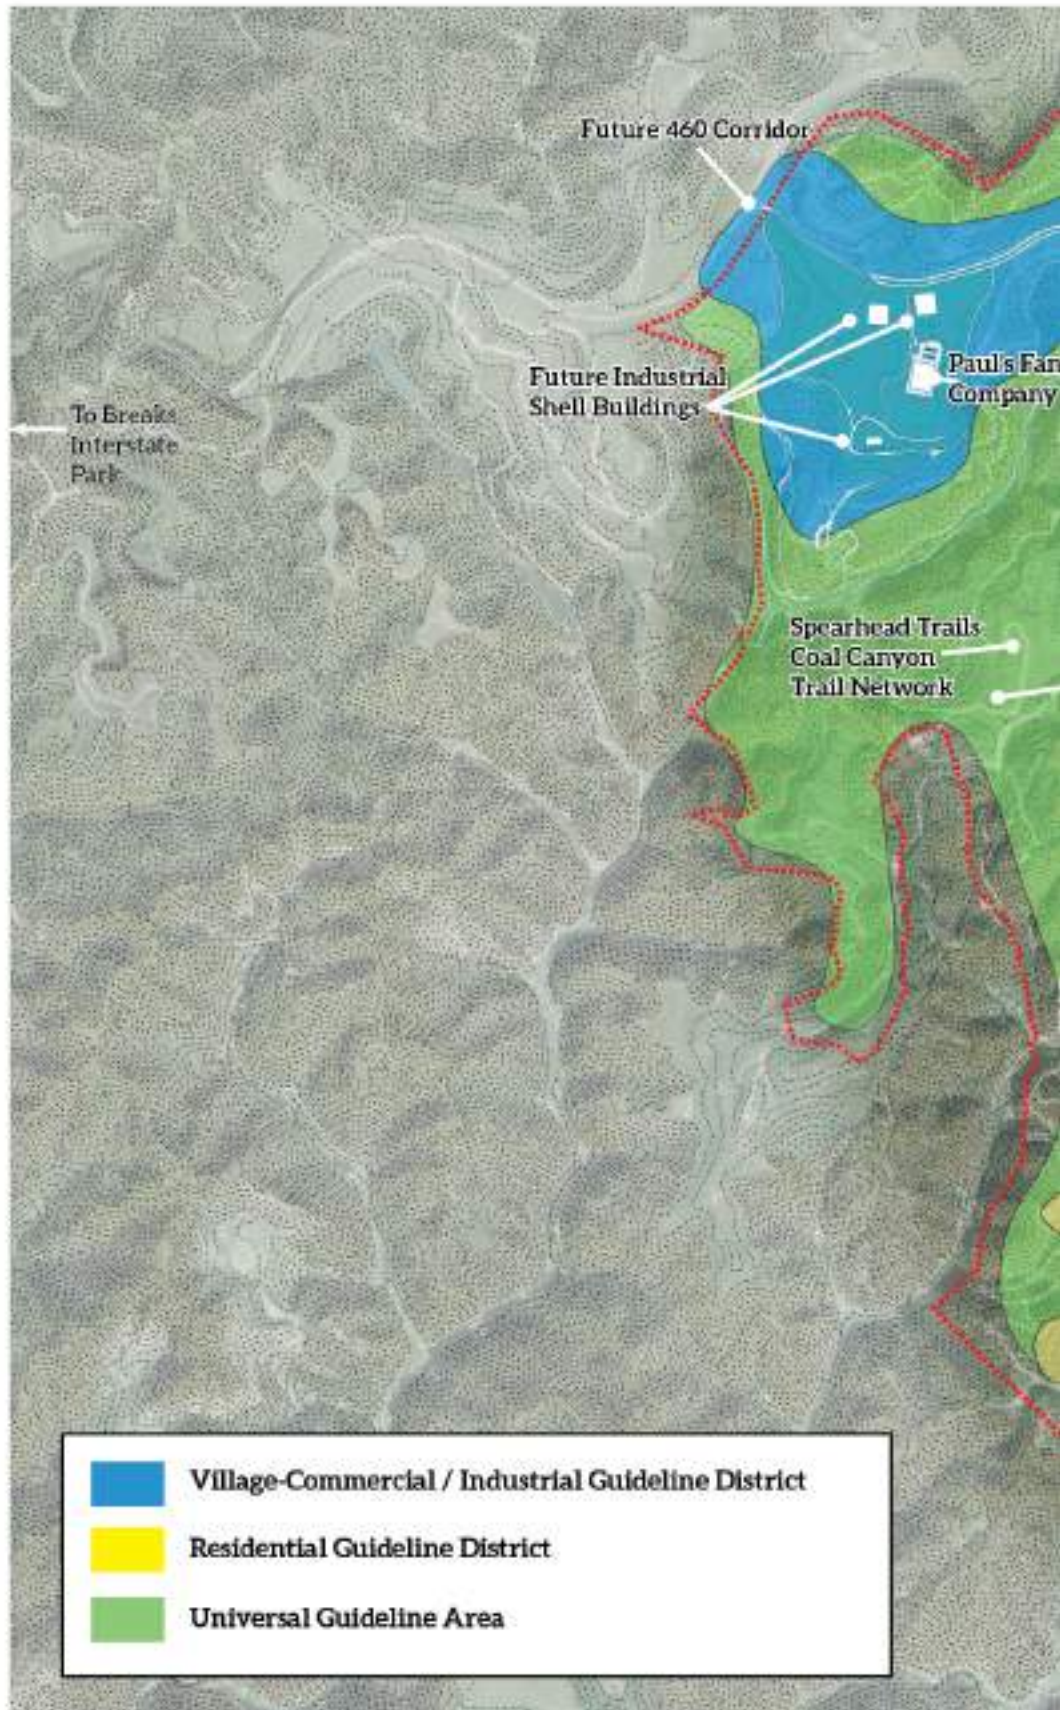 Future 460 Corridor
Future Industrial
Shell Buildings
Paul's Fan
Company
To Breaks
Interstate
Park
Spearhead Trails
Coal Canyon
Trail Network
Village-Commercial / Industrial Guideline District
Residential Guideline District
Universal Guideline Area